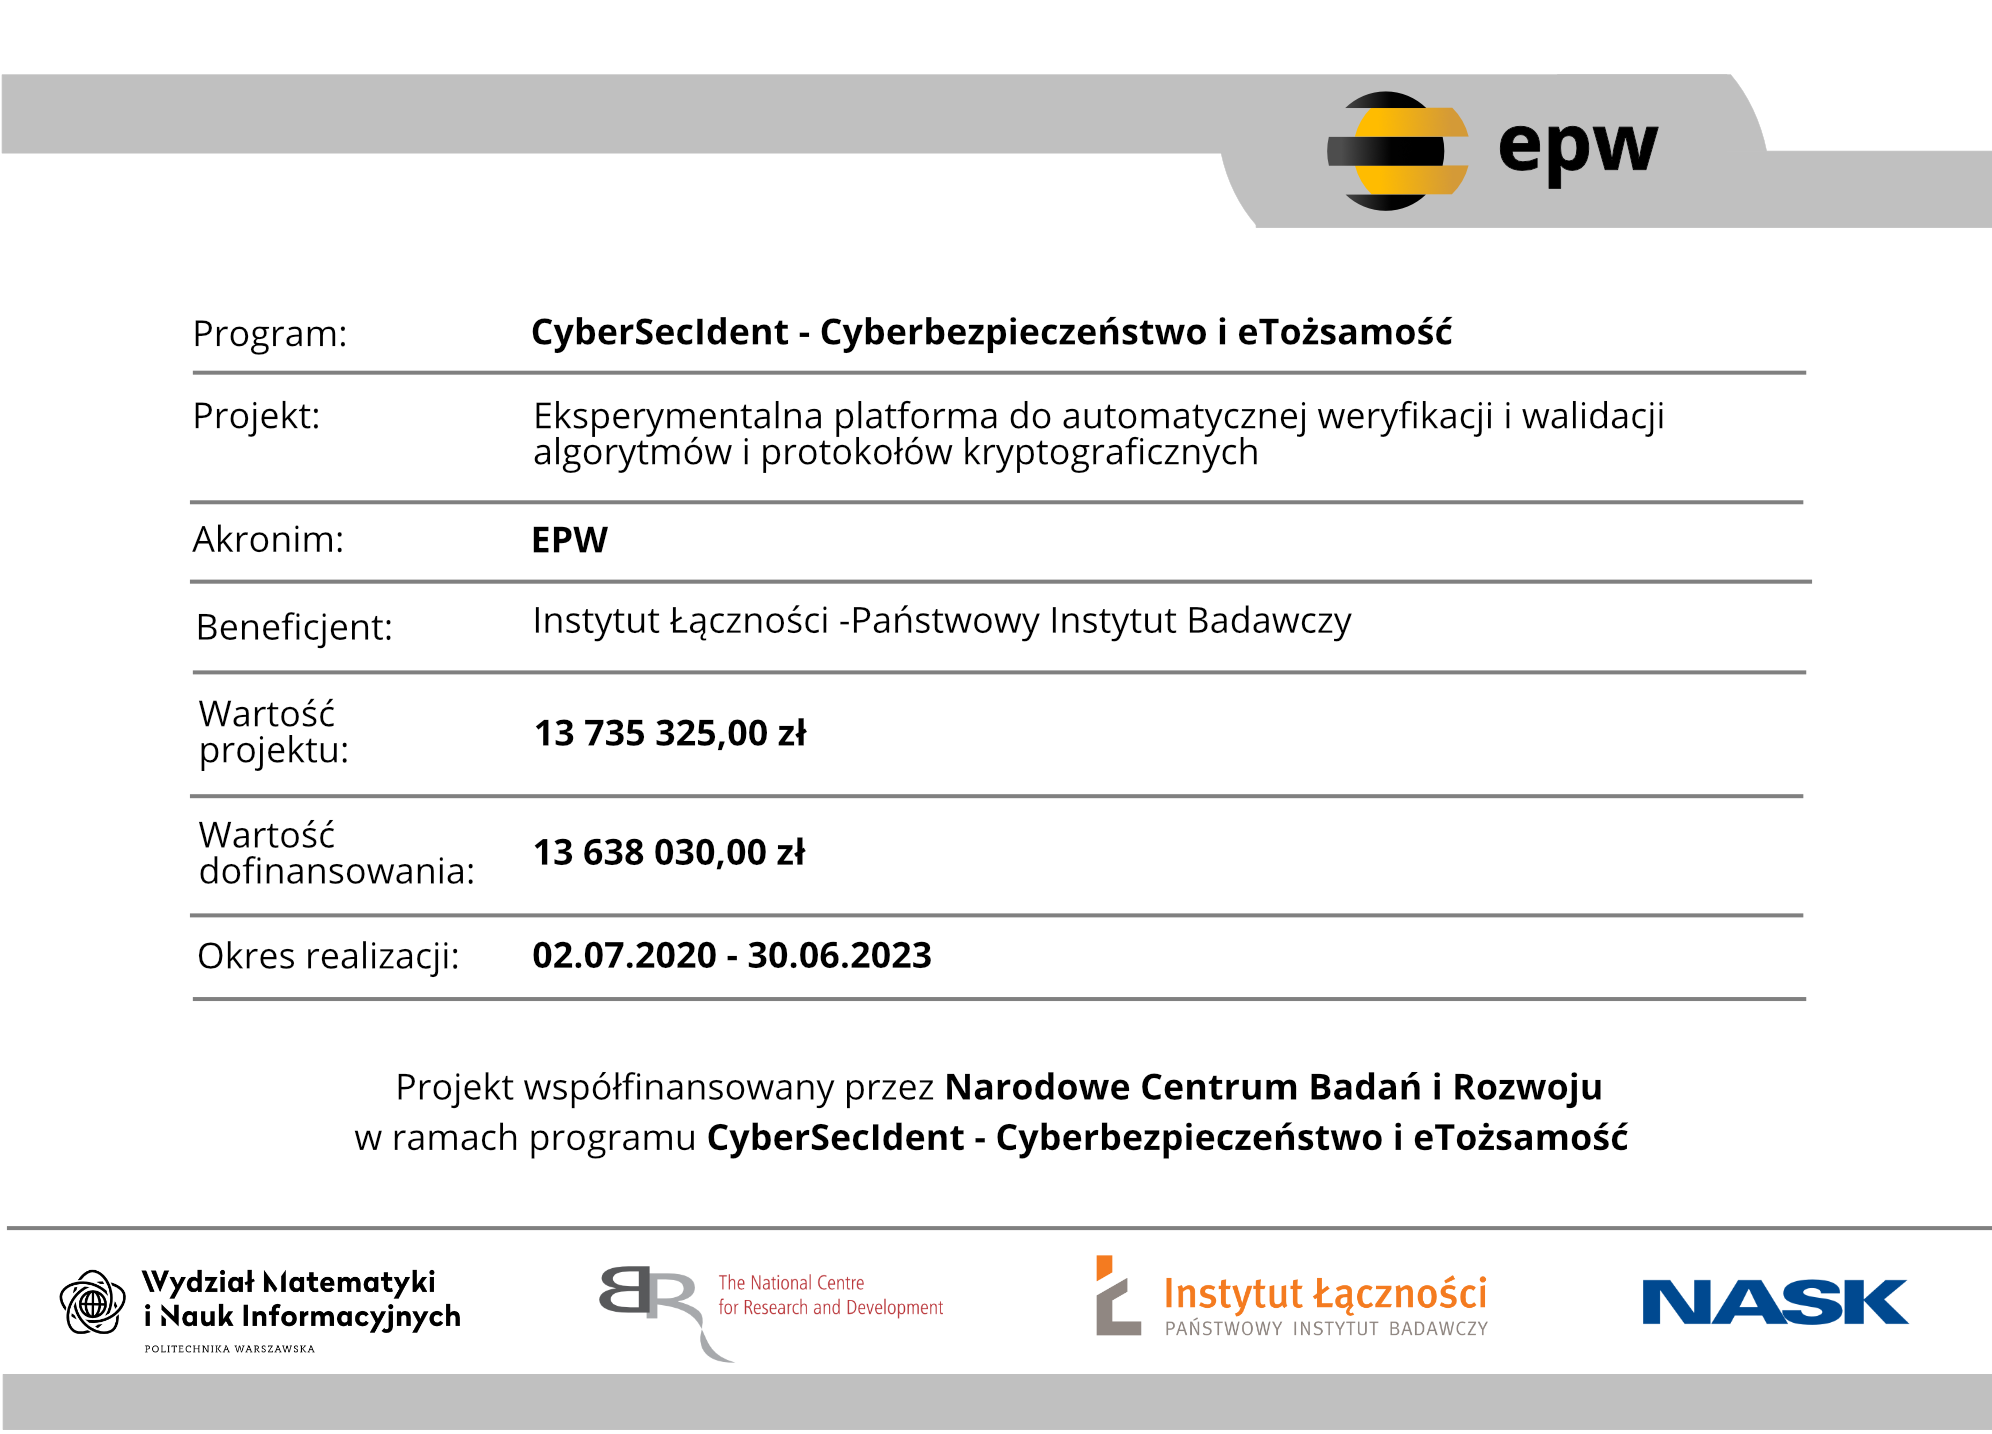 epw
Program: CyberSecIdent - Cyberbezpieczeństwo i eTożsamość
Projekt: Eksperymentalna platforma do automatycznej weryfikacji i walidacji
algorytmów i protokołów kryptograficznych
Akronim: EPW
Beneficjent: Instytut Łączności -Państwowy Instytut Badawczy
Wartość
projektu: 13 735 325,00 zł
Wartość
dofinansowania: 13 638 030,00 zł
Okres realizacji: 02.07.2020 - 30.06.2023
Projekt współfinansowany przez Narodowe Centrum Badań i Rozwoju
w ramach programu CyberSecIdent - Cyberbezpieczeństwo i eTożsamość
Wydział Matematyki
i Nauk Informacyjnych
POLITECHNIKA WARSZAWSKA
BR
The National Centre
for Research and Development
Instytut Łączności
PAŃSTWOWY INSTYTUT BADAWCZY
NASK